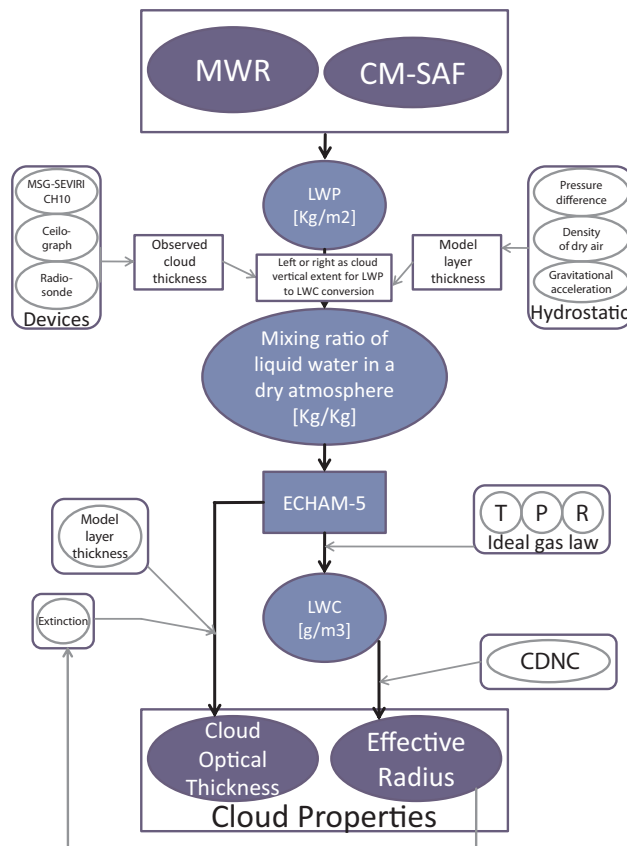 MWR
CM-SAF
LWP
[Kg/m2]
MSG-SEVIRI
CH10
Ceilo-
graph
Radio-
sonde
Devices
Observed
cloud
thickness
Left or right as cloud
vertical extent for LWP
to LWC conversion
Model
layer
thickness
Pressure
difference
Density
of dry air
Gravitational
acceleration
Hydrostatic
Mixing ratio of
liquid water in a
dry atmosphere
[Kg/Kg]
ECHAM-5
T P R
Ideal gas law
Model
layer
thickness
Extinction
LWC
[g/m3]
CDNC
Cloud
Optical
Thickness
Effective
Radius
Cloud Properties